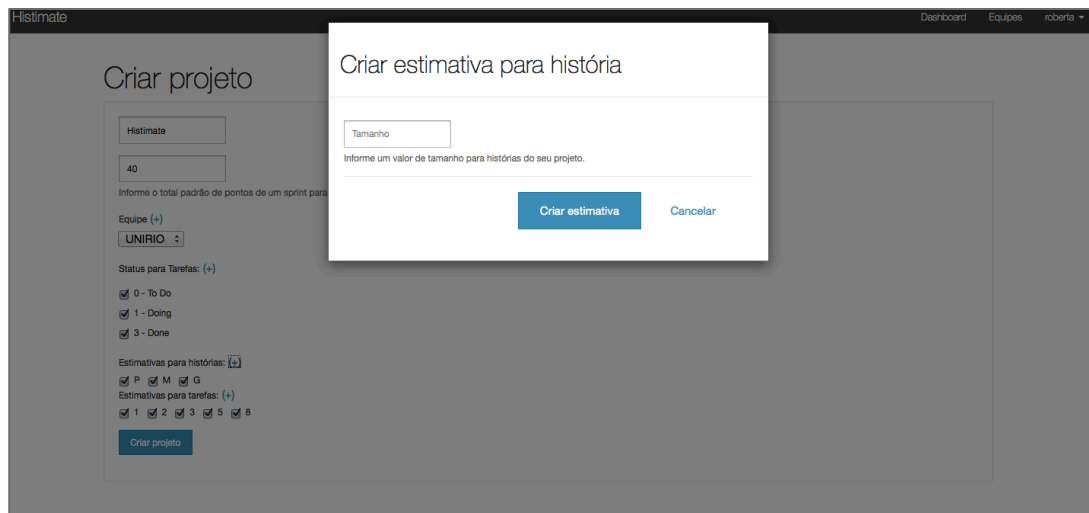 Histimate
Dashboard Equipes roberta
Criar estimativa para história
Tamanho
Informe um valor de tamanho para histórias do seu projeto.
Criar estimativa Cancelar
Criar projeto
Histimate
40
Informe o total padrão de pontos de um sprint para
Equipe (+)
UNIRIO
Status para Tarefas: (+)
0 - To Do
1 - Doing
3 - Done
Estimativas para histórias: (+)
P M G
Estimativas para tarefas: (+)
1 2 3 5 8
Criar projeto